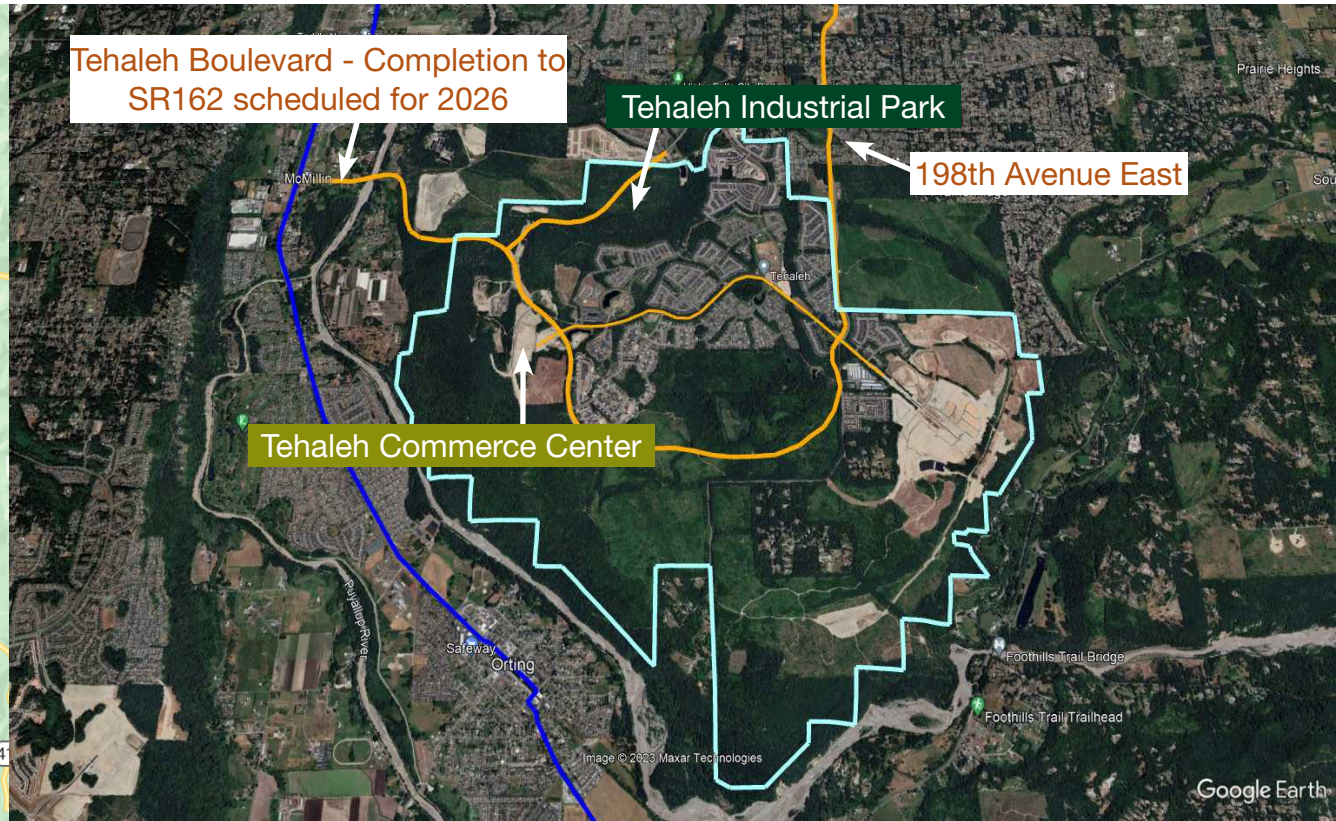 Tehaleh Boulevard - Completion to
SR162 scheduled for 2026
Prairie Heights
Tehaleh Industrial Park
198th Avenue East
McMillin
Tehaleh
Tehaleh Commerce Center
Puyallup River
Safeway
Orting
Foothills Trail Bridge
Foothills Trail Trailhead
Image © 2023 Maxar Technologies
Google Earth